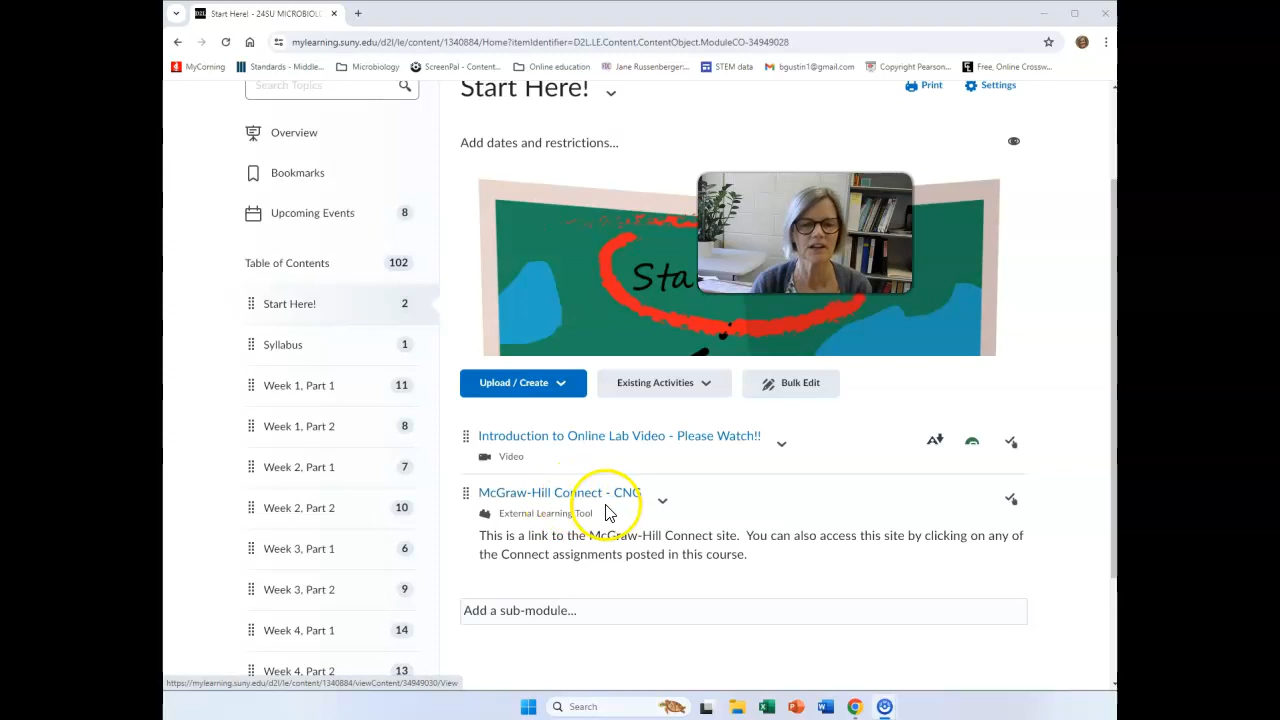 Start Here! - 24SU MICROBIOL
mylearning.suny.edu/d2l/le/content/1340884/Home?itemIdentifier=D2L.LE.Content.ContentObject.ModuleCO-34949028
MyCorning
Standards - Middle...
Microbiology
ScreenPal - Content...
Online education
Jane Russenberger...
STEM data
bgustin1@gmail.com
Copyright Pearson...
Free, Online Crossw...
Search Topics
Start Here!
Print
Settings
Overview
Add dates and restrictions...
Bookmarks
Upcoming Events 8
Table of Contents 102
Start Here! 2
Syllabus 1
Week 1, Part 1 11
Week 1, Part 2 8
Week 2, Part 1 7
Week 2, Part 2 10
Week 3, Part 1 6
Week 3, Part 2 9
Week 4, Part 1 14
Week 4, Part 2 13
Sta
Upload / Create
Existing Activities
Bulk Edit
Introduction to Online Lab Video - Please Watch!!
Video
McGraw-Hill Connect - CNG
External Learning Tool
This is a link to the McGraw-Hill Connect site. You can also access this site by clicking on any of
the Connect assignments posted in this course.
Add a sub-module...
https://mylearning.suny.edu/d2l/le/content/1340884/viewContent/34949030/View
Search